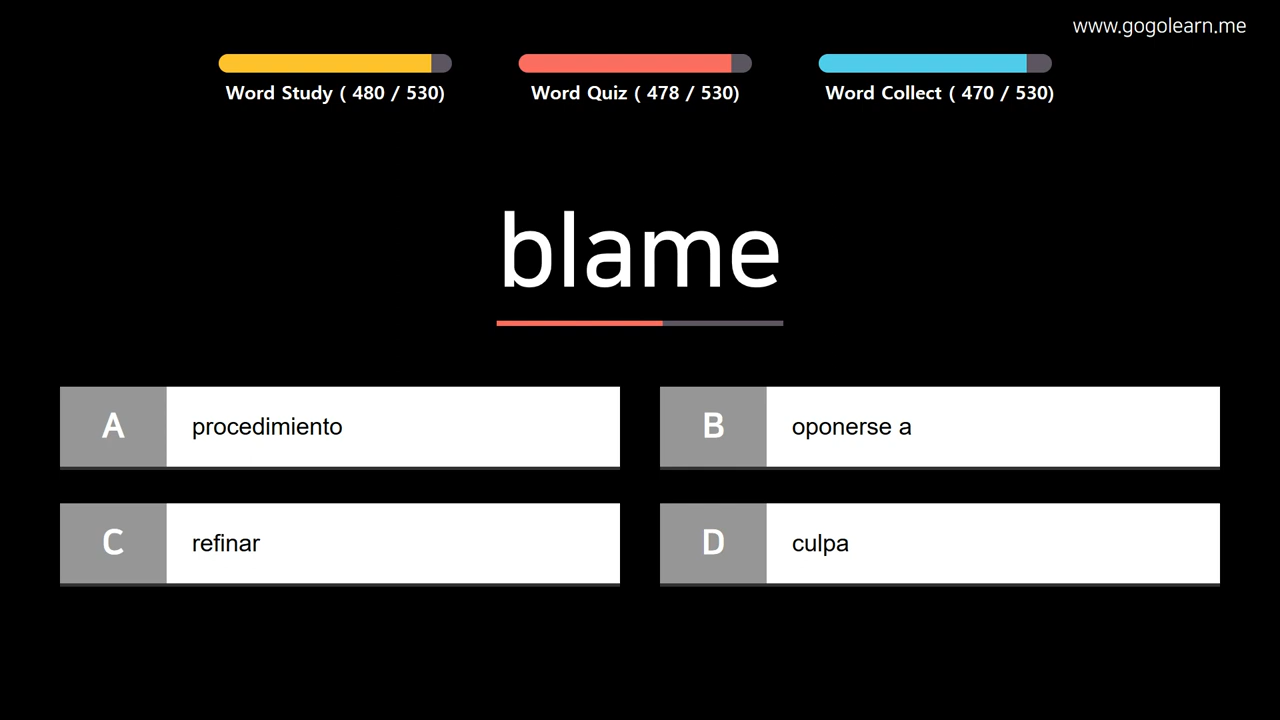 www.gogolearn.me
Word Study ( 480 / 530)
Word Quiz ( 478 / 530)
Word Collect ( 470 / 530)
blame
A procedimiento
B oponerse a
C refinar
D culpa